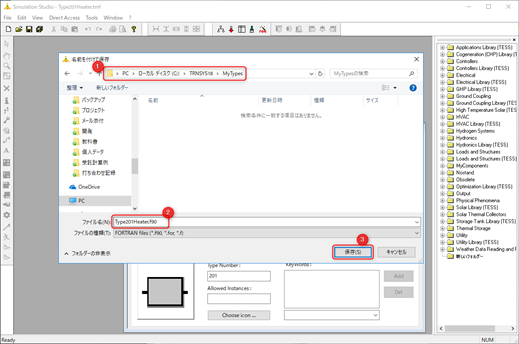 Simulation Studio - Type201Heater.tmf
File Edit Direct Access Tools Window ?
名前を付けて保存
1
PC > ローカル ディスク (C:) > TRNSYS18 > MyTypes
MyTypesの検索
整理 新しいフォルダー
名前 更新日時 種類 サイズ
検索条件に一致する項目はありません。
バックアップ
プロジェクト
メール添付
開発
教科書
個人データ
受託計算例
打ち合わせ記録
OneDrive
PC
2
ファイル名(N): Type201Heater.f90
ファイルの種類(T): FORTRAN files (*.f90, *.for, *.f)
3
フォルダーの非表示
保存(S)
キャンセル
Type Number:
201
Allowed Instances:
Choose icon ...
KeyWords:
Add
Del
Applications Library (TESS)
Cogeneration (CHP) Library (TESS)
Controllers
Controllers Library (TESS)
Electrical
Electrical Library (TESS)
GHP Library (TESS)
Ground Coupling
Ground Coupling Library (TESS)
High Temperature Solar (TESS)
HVAC
HVAC Library (TESS)
Hydrogen Systems
Hydronics
Hydronics Library (TESS)
Loads and Structures
Loads and Structures (TESS)
MyComponents
Nostand
Obsolete
Optimization Library (TESS)
Output
Physical Phenomena
Solar Library (TESS)
Solar Thermal Collectors
Storage Tank Library (TESS)
Thermal Storage
Utility
Utility Library (TESS)
Weather Data Reading and
新しいフォルダー
Ready
NUM